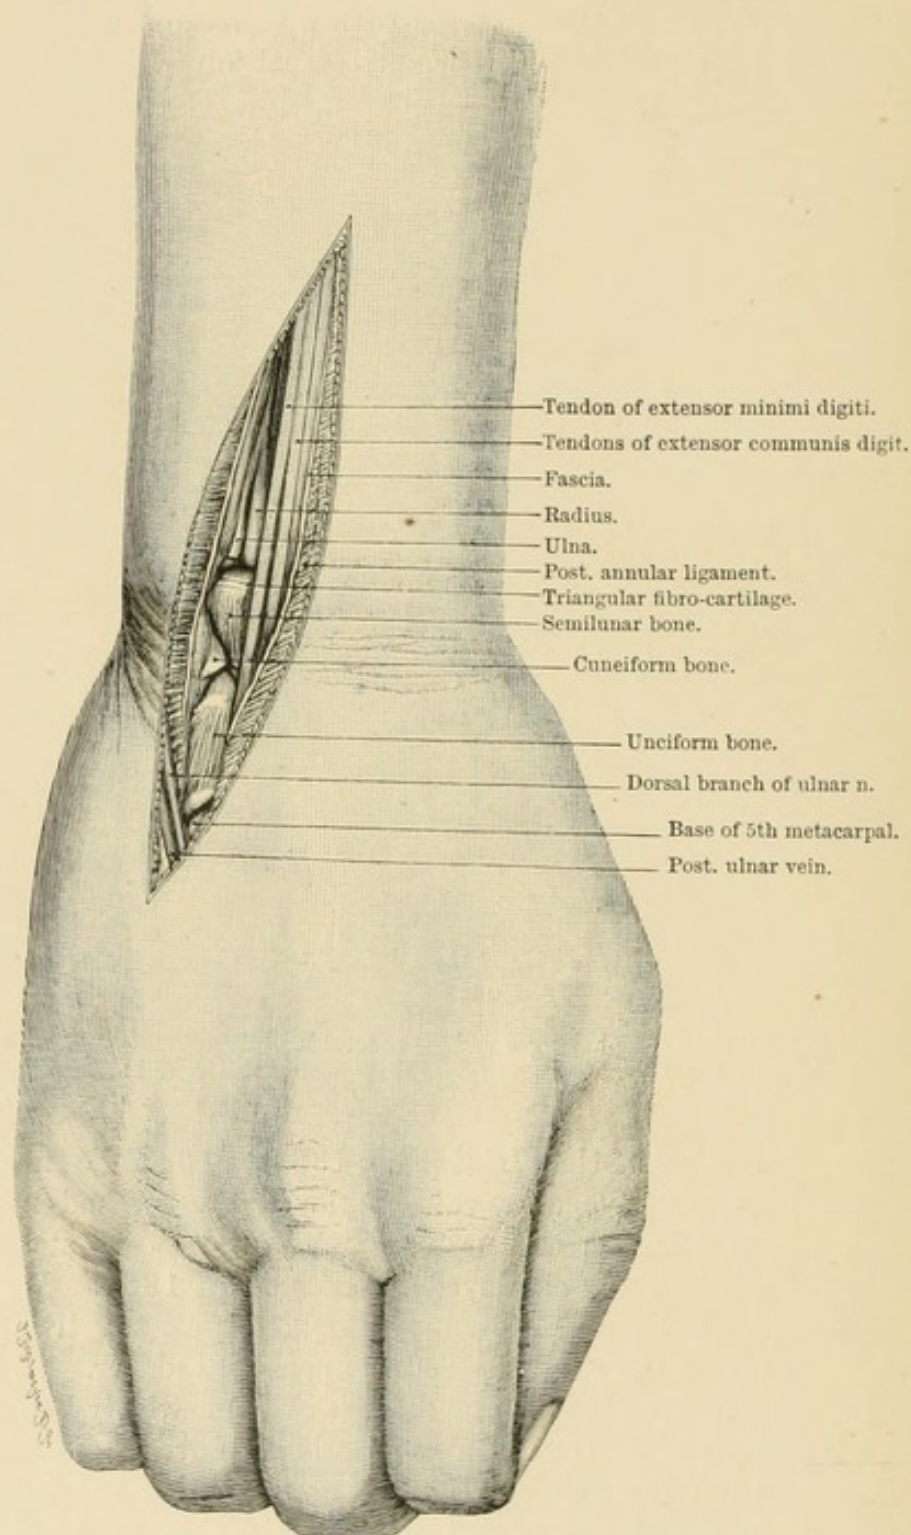 Tendon of extensor minimi digiti.
Tendons of extensor communis digit.
Fascia.
Radius.
Ulna.
Post. annular ligament.
Triangular fibro-cartilage.
Semilunar bone.
Cuneiform bone.
Unciform bone.
Dorsal branch of ulnar n.
Base of 5th metacarpal.
Post. ulnar vein.